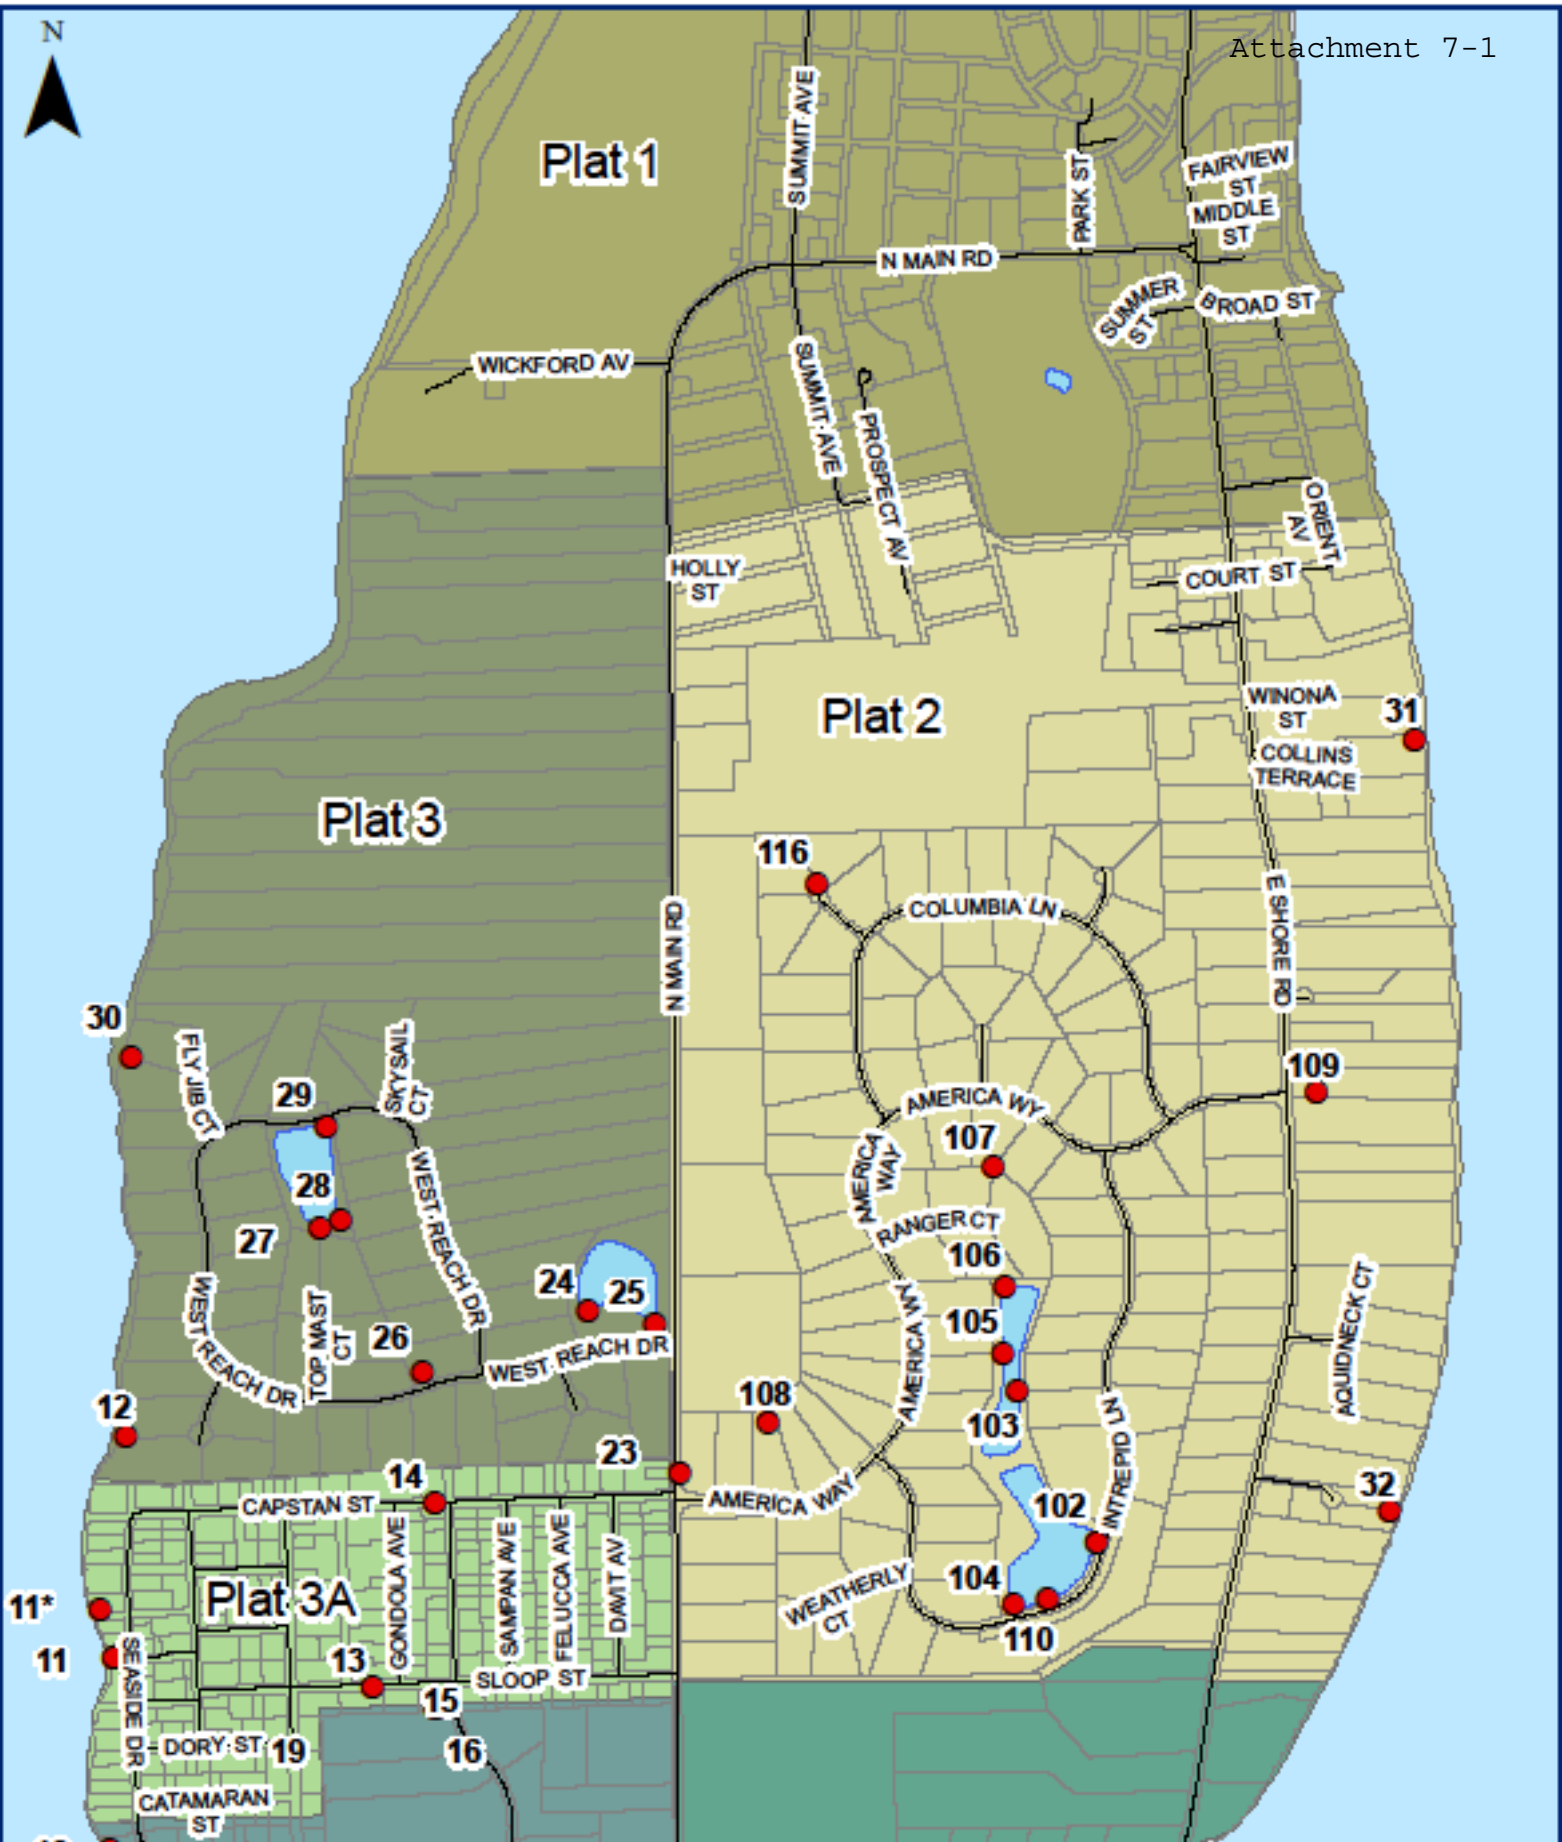 N
Attachment 7-1
SUMMIT AVE
Plat 1
PARK ST
FAIRVIEW
ST
MIDDLE
ST
N MAIN RD
SUMMER
ST
BROAD ST
WICKFORD AV
SUMMIT AVE
PROSPECT AV
ORIENT
AV
HOLLY
ST
COURT ST
Plat 2
WINONA
ST
31
COLLINS
TERRACE
Plat 3
116
COLUMBIA LN
E SHORE RD
N MAIN RD
30
FLY JIB CT
SKYSAIL
CT
29
109
AMERICA WY
107
AMERICA
WAY
28
WEST REACH DR
RANGER CT
27
106
24
25
105
AQUIDNECK CT
WEST REACH DR
TOP MAST
CT
26
WEST REACH DR
AMERICA WY
108
12
103
INTREPID LN
23
14
CAPSTAN ST
AMERICA WAY
102
32
GONDOLA AVE
SAMPAN AVE
FELUCCA AVE
DAVIT AV
Plat 3A
104
WEATHERLY
CT
11*
110
11
SEASIDE DR
13
SLOOP ST
15
DORY ST
19
16
CATAMARAN
ST